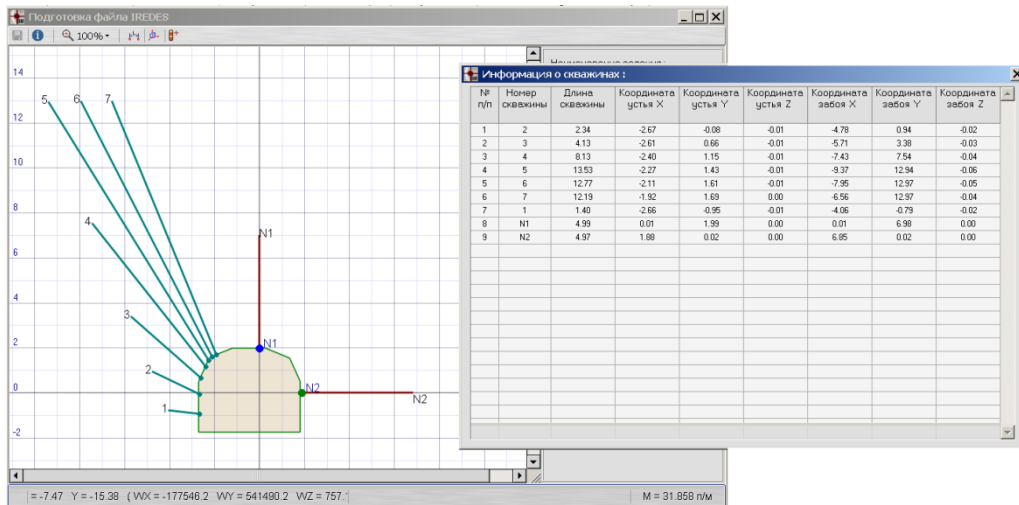 Подготовка файла IREDES
100%
14
12
10
8
6
4
2
0
-2
5
6
7
4
3
2
1
N1
N1
N2
N2
= -7.47 Y = -15.38 ( WX = -177546.2 WY = 541490.2 WZ = 757.
M = 31.858 п/м
Информация о скважинах :
№ п/п Номер скважины Длина скважины Координата устья X Координата устья Y Координата устья Z Координата забоя X Координата забоя Y Координата забоя Z
1 2 2.34 -2.67 -0.08 -0.01 -4.78 0.94 -0.02
2 3 4.13 -2.61 0.66 -0.01 -5.71 3.38 -0.03
3 4 8.13 -2.40 1.15 -0.01 -7.43 7.54 -0.04
4 5 13.53 -2.27 1.43 -0.01 -9.37 12.94 -0.06
5 6 12.77 -2.11 1.61 -0.01 -7.95 12.97 -0.05
6 7 12.19 -1.92 1.69 0.00 -6.56 12.97 -0.04
7 1 1.40 -2.66 -0.95 -0.01 -4.06 -0.79 -0.02
8 N1 4.99 0.01 1.99 0.00 0.01 6.98 0.00
9 N2 4.97 1.88 0.02 0.00 6.85 0.02 0.00